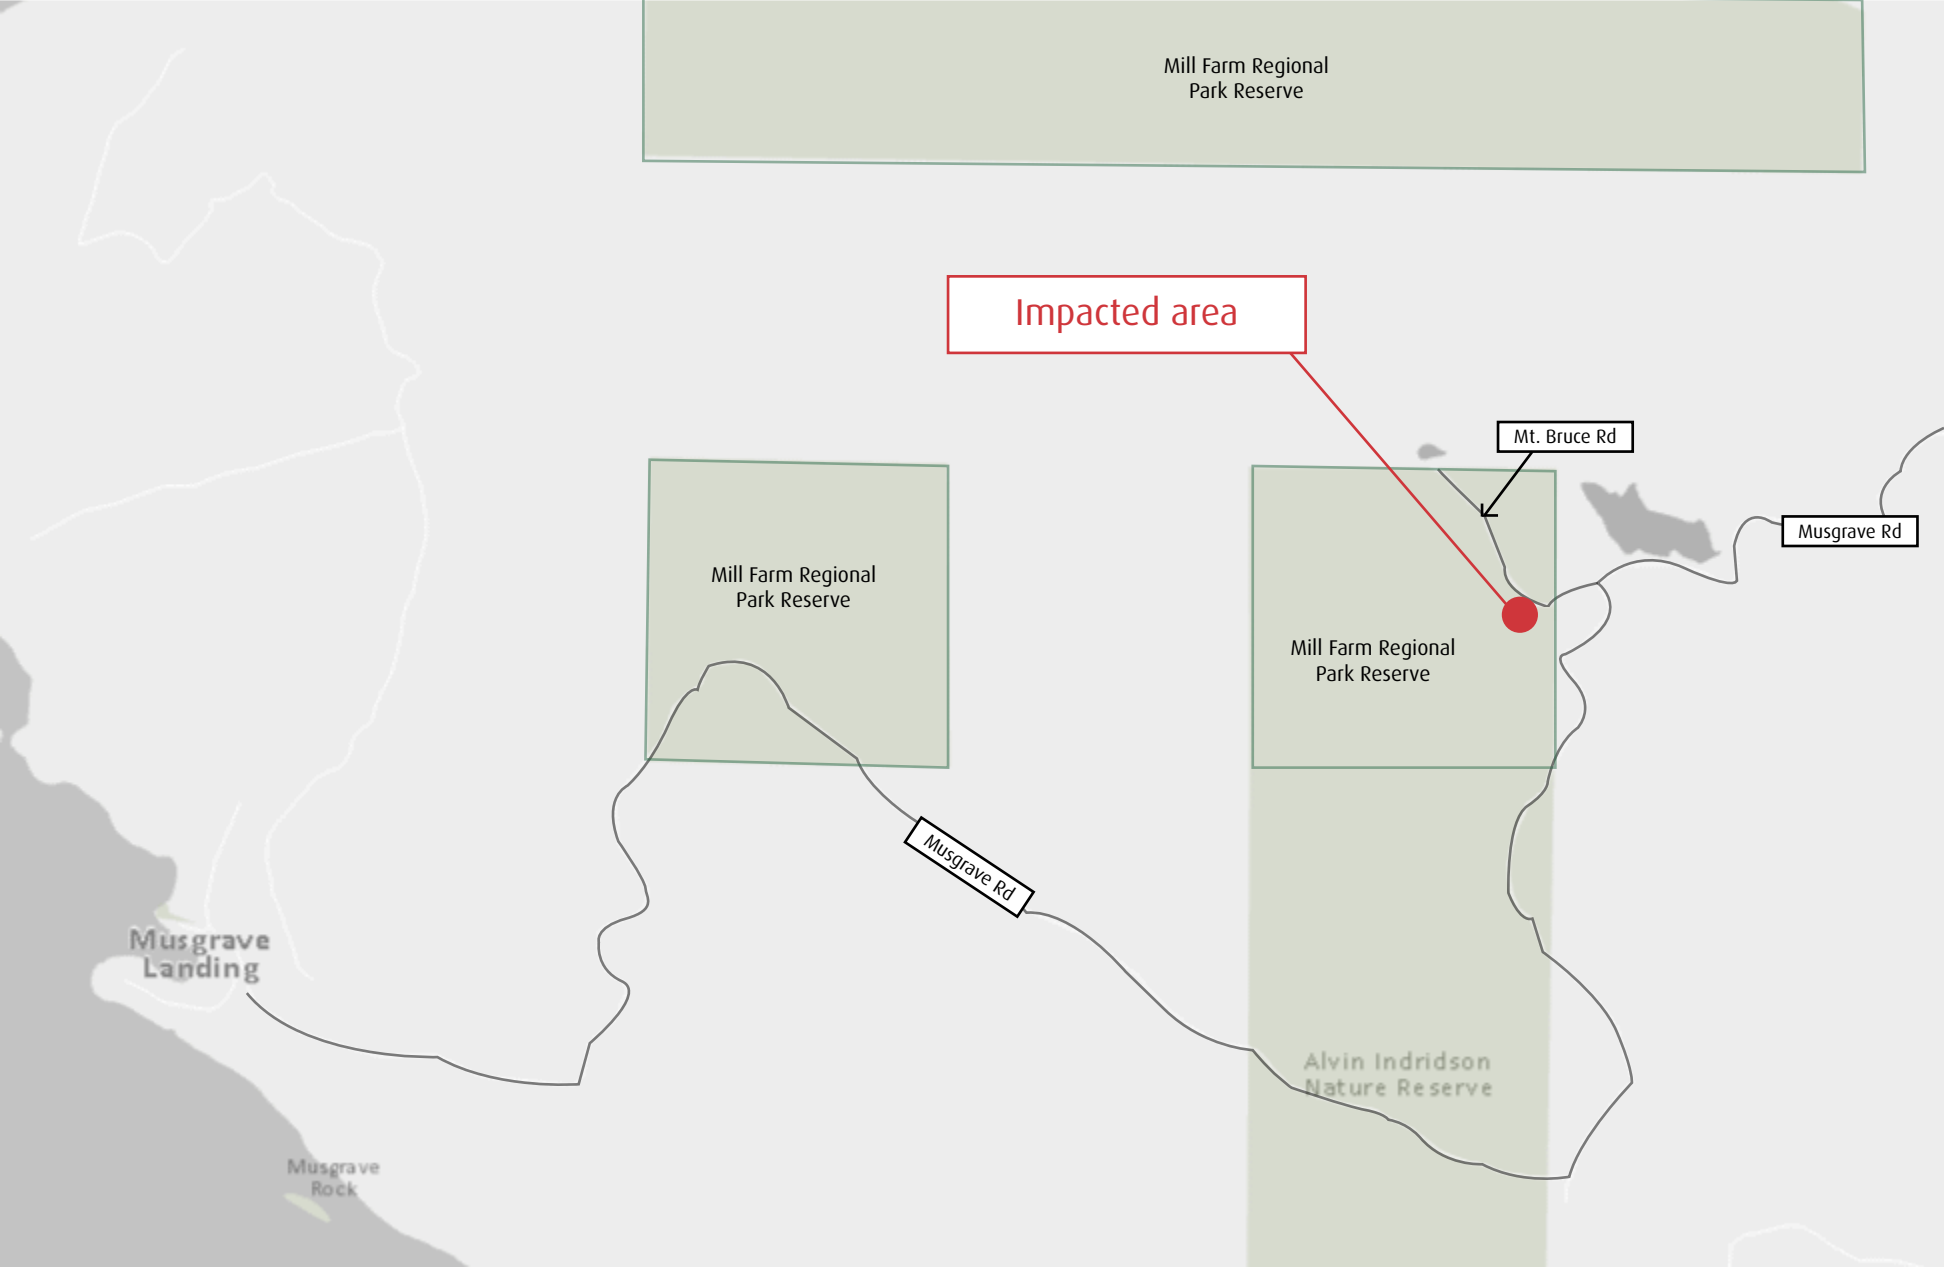 Mill Farm Regional
Park Reserve
Impacted area
Mt. Bruce Rd
Musgrave Rd
Mill Farm Regional
Park Reserve
Mill Farm Regional
Park Reserve
Musgrave Rd
Musgrave
Landing
Alvin Indridson
Nature Reserve
Musgrave
Rock